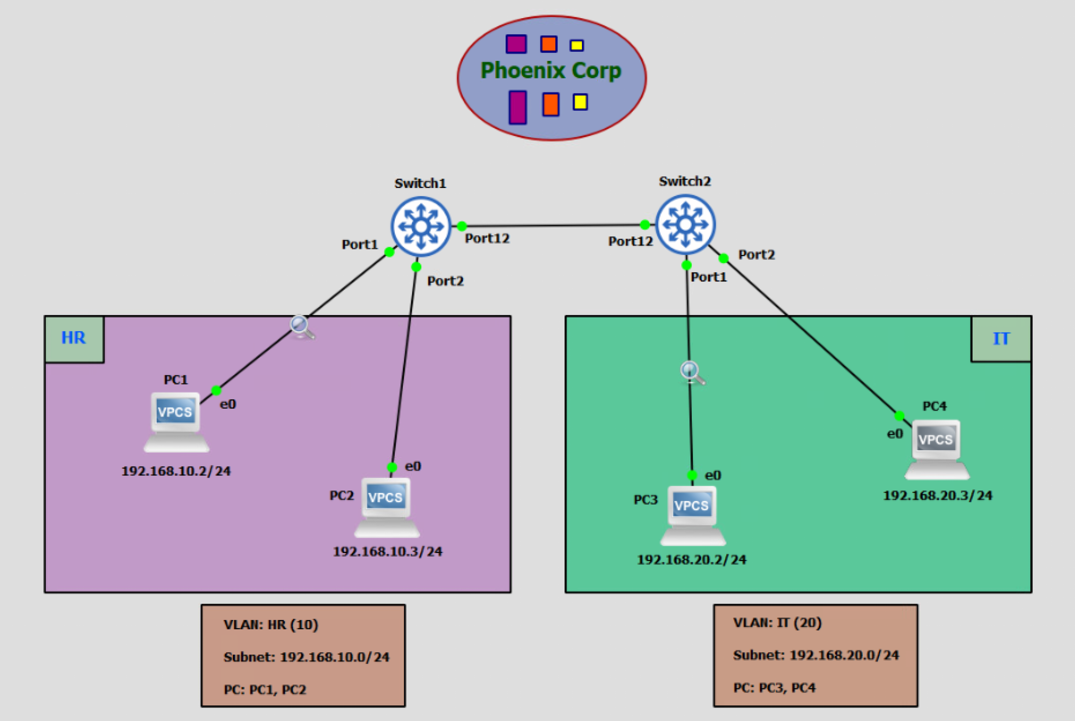 Phoenix Corp
Switch1
Switch2
Port1
Port12
Port12
Port2
Port2
Port1
HR
IT
PC1
VPCS
e0
192.168.10.2/24
e0
PC2
VPCS
192.168.10.3/24
e0
PC3
VPCS
192.168.20.2/24
PC4
e0
VPCS
192.168.20.3/24
VLAN: HR (10)
Subnet: 192.168.10.0/24
PC: PC1, PC2
VLAN: IT (20)
Subnet: 192.168.20.0/24
PC: PC3, PC4